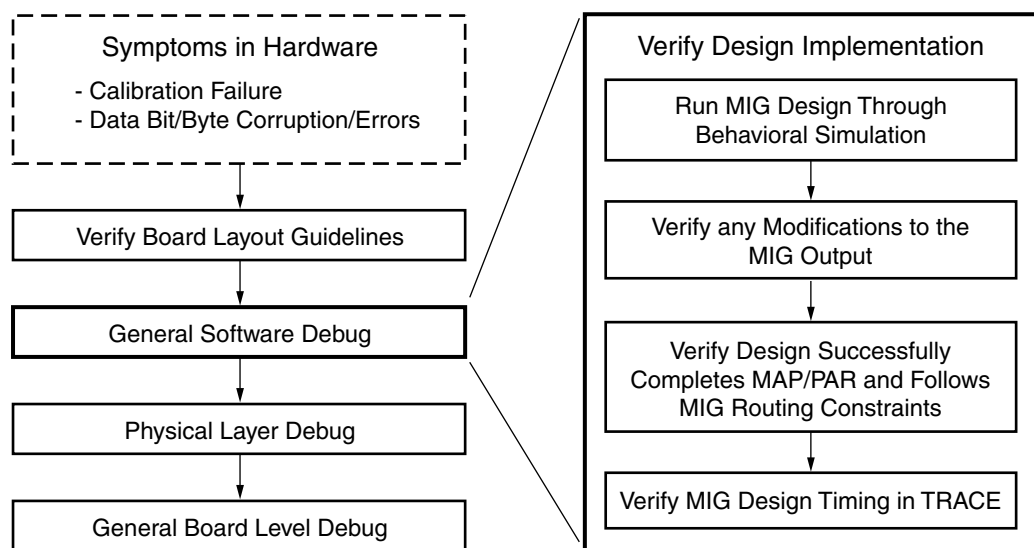 Symptoms in Hardware
- Calibration Failure
- Data Bit/Byte Corruption/Errors
Verify Board Layout Guidelines
General Software Debug
Physical Layer Debug
General Board Level Debug
Verify Design Implementation
Run MIG Design Through
Behavioral Simulation
Verify any Modifications to the
MIG Output
Verify Design Successfully
Completes MAP/PAR and Follows
MIG Routing Constraints
Verify MIG Design Timing in TRACE